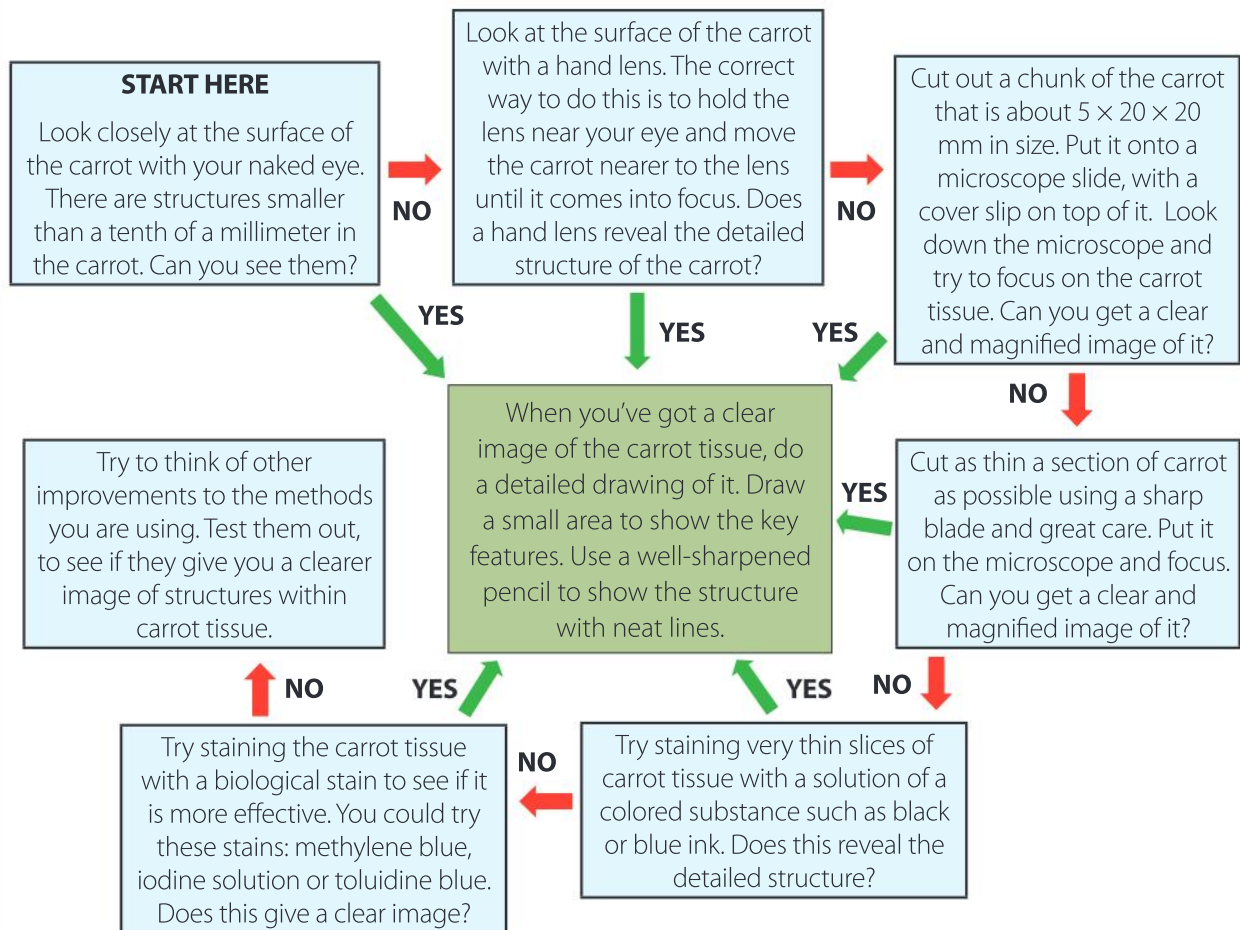 START HERE
Look closely at the surface of
the carrot with your naked eye.
There are structures smaller
than a tenth of a millimeter in
the carrot. Can you see them?
NO
YES
Look at the surface of the carrot
with a hand lens. The correct
way to do this is to hold the
lens near your eye and move
the carrot nearer to the lens
until it comes into focus. Does
a hand lens reveal the detailed
structure of the carrot?
NO
YES
Cut out a chunk of the carrot
that is about 5 × 20 × 20
mm in size. Put it onto a
microscope slide, with a
cover slip on top of it. Look
down the microscope and
try to focus on the carrot
tissue. Can you get a clear
and magnified image of it?
YES
NO
Cut as thin a section of carrot
as possible using a sharp
blade and great care. Put it
on the microscope and focus.
Can you get a clear and
magnified image of it?
YES
NO
Try staining very thin slices of
carrot tissue with a solution of a
colored substance such as black
or blue ink. Does this reveal the
detailed structure?
YES
NO
Try staining the carrot tissue
with a biological stain to see if it
is more effective. You could try
these stains: methylene blue,
iodine solution or toluidine blue.
Does this give a clear image?
YES
NO
Try to think of other
improvements to the methods
you are using. Test them out,
to see if they give you a clearer
image of structures within
carrot tissue.
When you've got a clear
image of the carrot tissue, do
a detailed drawing of it. Draw
a small area to show the key
features. Use a well-sharpened
pencil to show the structure
with neat lines.